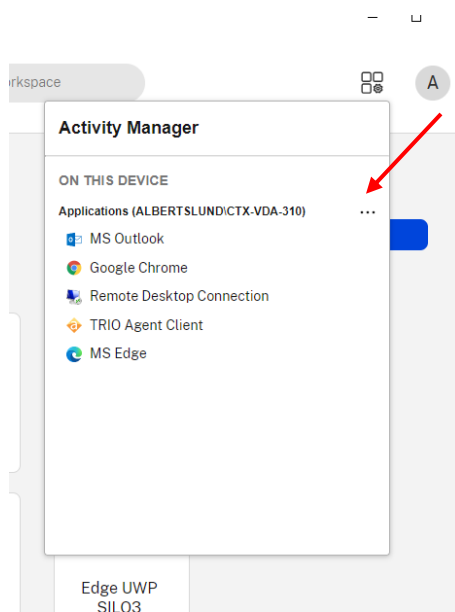 A
Activity Manager
ON THIS DEVICE
Applications (ALBERTSLUND\CTX-VDA-310)
...
MS Outlook
Google Chrome
Remote Desktop Connection
TRIO Agent Client
MS Edge
Edge UWP
SILO3